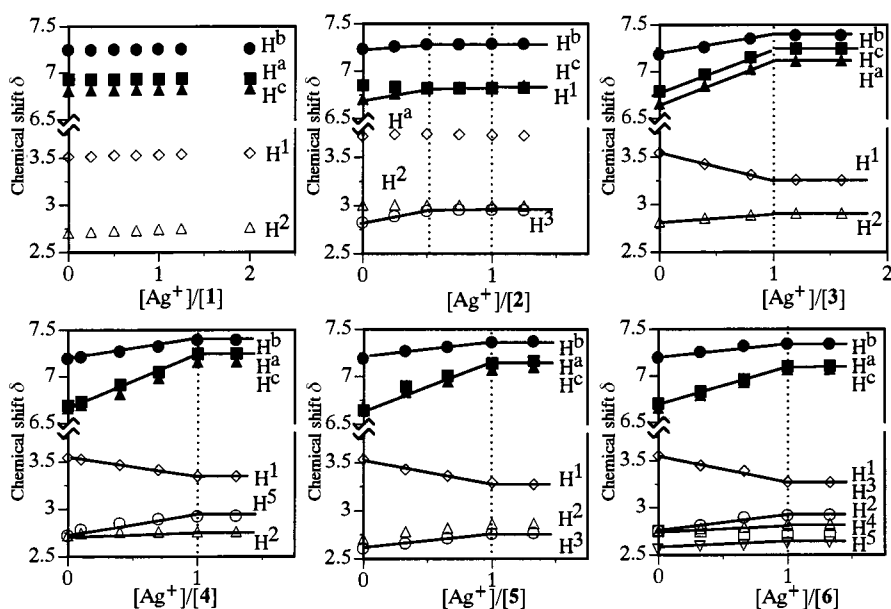 Chemical shift δ
7.5
7
6.5
3.5
3
2.5
H^b
H^a
H^c
H^1
H^2
0
1
2
[Ag⁺]/[1]
Chemical shift δ
7.5
7
6.5
3.5
3
2.5
H^b
H^c
H^1
H^a
H^2
H^3
0
1
[Ag⁺]/[2]
Chemical shift δ
7.5
7
6.5
3.5
3
2.5
H^b
H^c
H^a
H^1
H^2
0
1
2
[Ag⁺]/[3]
Chemical shift δ
7.5
7
6.5
3.5
3
2.5
H^b
H^a
H^c
H^1
H^5
H^2
0
1
[Ag⁺]/[4]
Chemical shift δ
7.5
7
6.5
3.5
3
2.5
H^b
H^a
H^c
H^1
H^2
H^3
0
1
[Ag⁺]/[5]
Chemical shift δ
7.5
7
6.5
3.5
3
2.5
H^b
H^a
H^c
H^1
H^3
H^2
H^4
H^5
0
1
[Ag⁺]/[6]